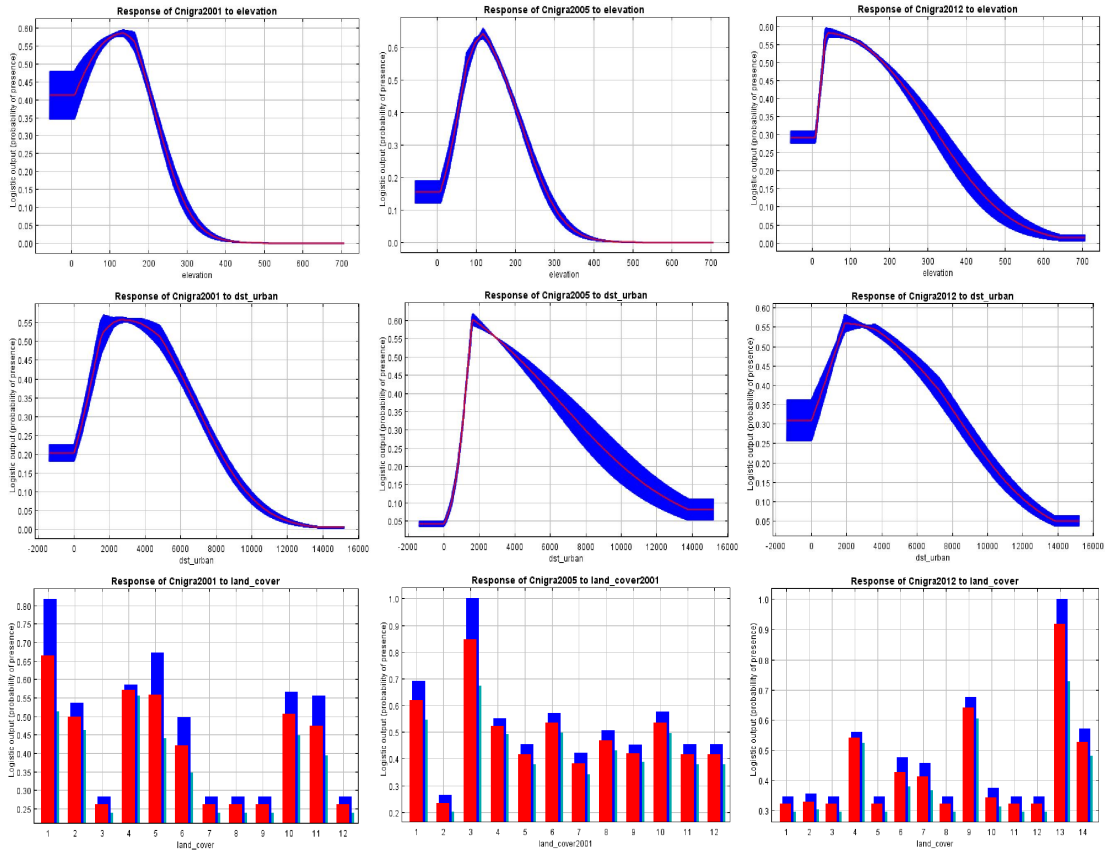 Response of Cnigra2001 to elevation
Logistic output (probability of presence)
0.60
0.55
0.50
0.45
0.40
0.35
0.30
0.25
0.20
0.15
0.10
0.05
0.00
0 100 200 300 400 500 600 700
elevation
Response of Cnigra2005 to elevation
Logistic output (probability of presence)
0.6
0.5
0.4
0.3
0.2
0.1
0.0
0 100 200 300 400 500 600 700
elevation
Response of Cnigra2012 to elevation
Logistic output (probability of presence)
0.60
0.55
0.50
0.45
0.40
0.35
0.30
0.25
0.20
0.15
0.10
0.05
0.00
0 100 200 300 400 500 600 700
elevation
Response of Cnigra2001 to dst_urban
Logistic output (probability of presence)
0.55
0.50
0.45
0.40
0.35
0.30
0.25
0.20
0.15
0.10
0.05
0.00
-2000 0 2000 4000 6000 8000 10000 12000 14000 16000
dst_urban
Response of Cnigra2005 to dst_urban
Logistic output (probability of presence)
0.60
0.55
0.50
0.45
0.40
0.35
0.30
0.25
0.20
0.15
0.10
0.05
-2000 0 2000 4000 6000 8000 10000 12000 14000 16000
dst_urban
Response of Cnigra2012 to dst_urban
Logistic output (probability of presence)
0.60
0.55
0.50
0.45
0.40
0.35
0.30
0.25
0.20
0.15
0.10
0.05
-2000 0 2000 4000 6000 8000 10000 12000 14000 16000
dst_urban
Response of Cnigra2001 to land_cover
Logistic output (probability of presence)
0.80
0.75
0.70
0.65
0.60
0.55
0.50
0.45
0.40
0.35
0.30
0.25
1 2 3 4 5 6 7 8 9 10 11 12
land_cover
Response of Cnigra2005 to land_cover2001
Logistic output (probability of presence)
1.0
0.9
0.8
0.7
0.6
0.5
0.4
0.3
0.2
1 2 3 4 5 6 7 8 9 10 11 12
land_cover2001
Response of Cnigra2012 to land_cover
Logistic output (probability of presence)
1.0
0.9
0.8
0.7
0.6
0.5
0.4
0.3
1 2 3 4 5 6 7 8 9 10 11 12 13 14
land_cover